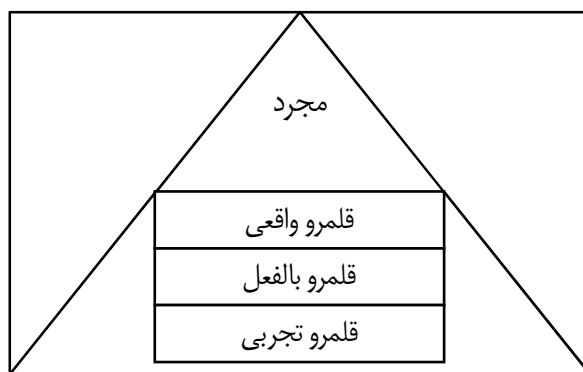 مجرد
قلمرو واقعی
قلمرو بالفعل
قلمرو تجربی